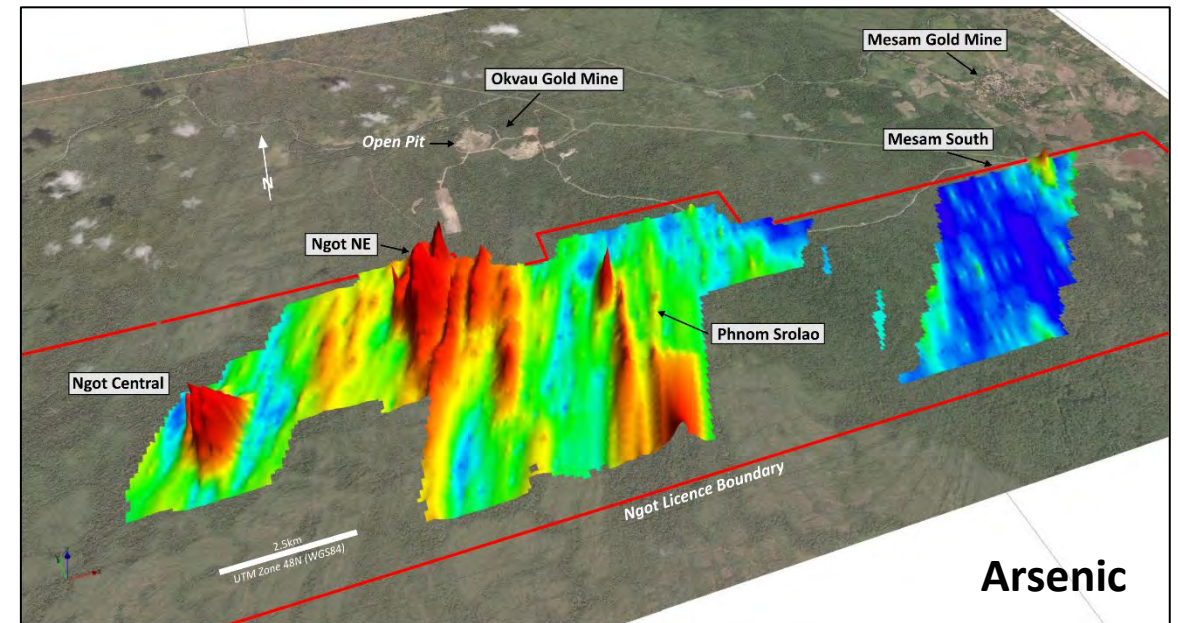 Mesam Gold Mine
Okvau Gold Mine
Open Pit
Mesam South
N
Ngot NE
Phnom Srolao
Ngot Central
Ngot Licence Boundary
2.5km
UTM Zone 48N (WGS84)
Arsenic